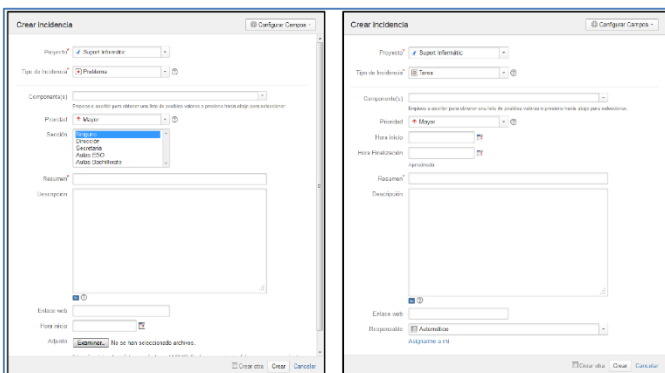 Crear incidencia
Configurar Campos
Proyecto*
Suport Informàtic
Tipo de Incidencia*
Problema
Componente(s)
Empiece a escribir para obtener una lista de posibles valores o presione hacia abajo para seleccionar.
Prioridad
Mayor
Sección
Ninguno
Dirección
Secretaria
Aulas ESO
Aulas Bachillerato
Resumen*
Descripción
Enlace web
Hora inicio
Adjunto
Examinar...
No se han seleccionado archivos.
Crear otra
Crear
Cancelar
Crear incidencia
Configurar Campos
Proyecto*
Suport Informàtic
Tipo de Incidencia*
Tarea
Componente(s)
Empiece a escribir para obtener una lista de posibles valores o presione hacia abajo para seleccionar.
Prioridad
Mayor
Hora inicio
Hora Finalización
Aproximada
Resumen*
Descripción
Enlace web
Responsable
Automático
Asignarme a mí
Crear otra
Crear
Cancelar